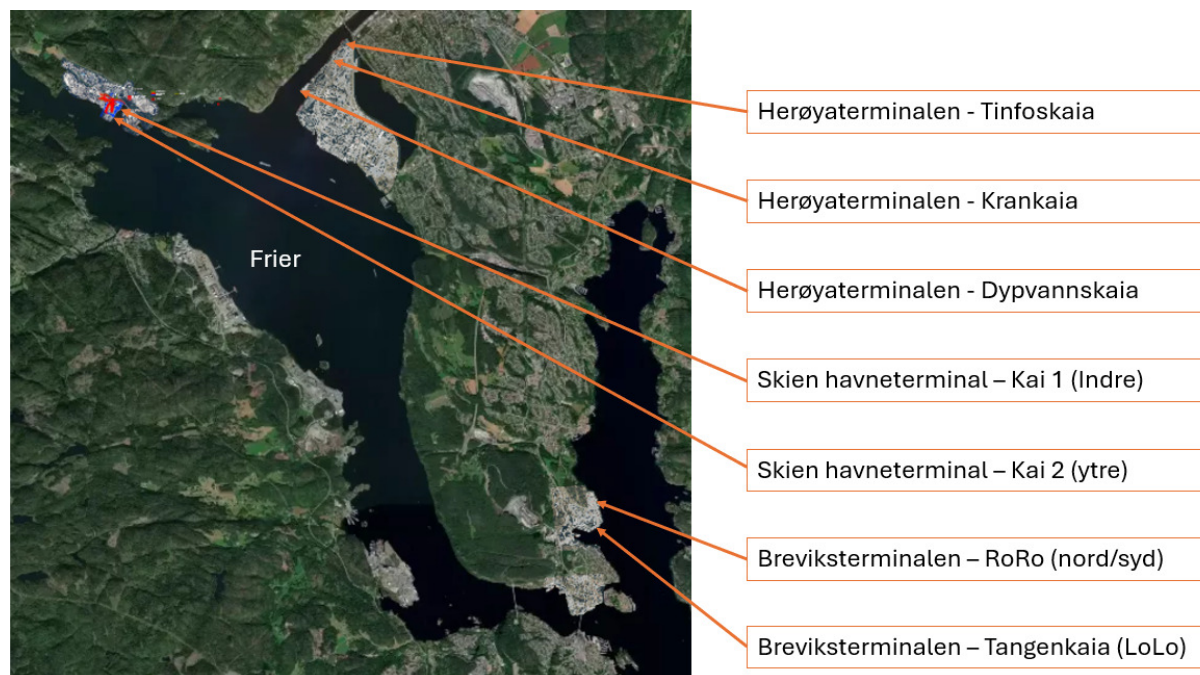 Herøyaterminalen - Tinfoskaia
Herøyaterminalen - Krankaia
Frier
Herøyaterminalen - Dypvannskaia
Skien havneterminal – Kai 1 (Indre)
Skien havneterminal – Kai 2 (ytre)
Breviksterminalen – RoRo (nord/syd)
Breviksterminalen – Tangenkaia (LoLo)